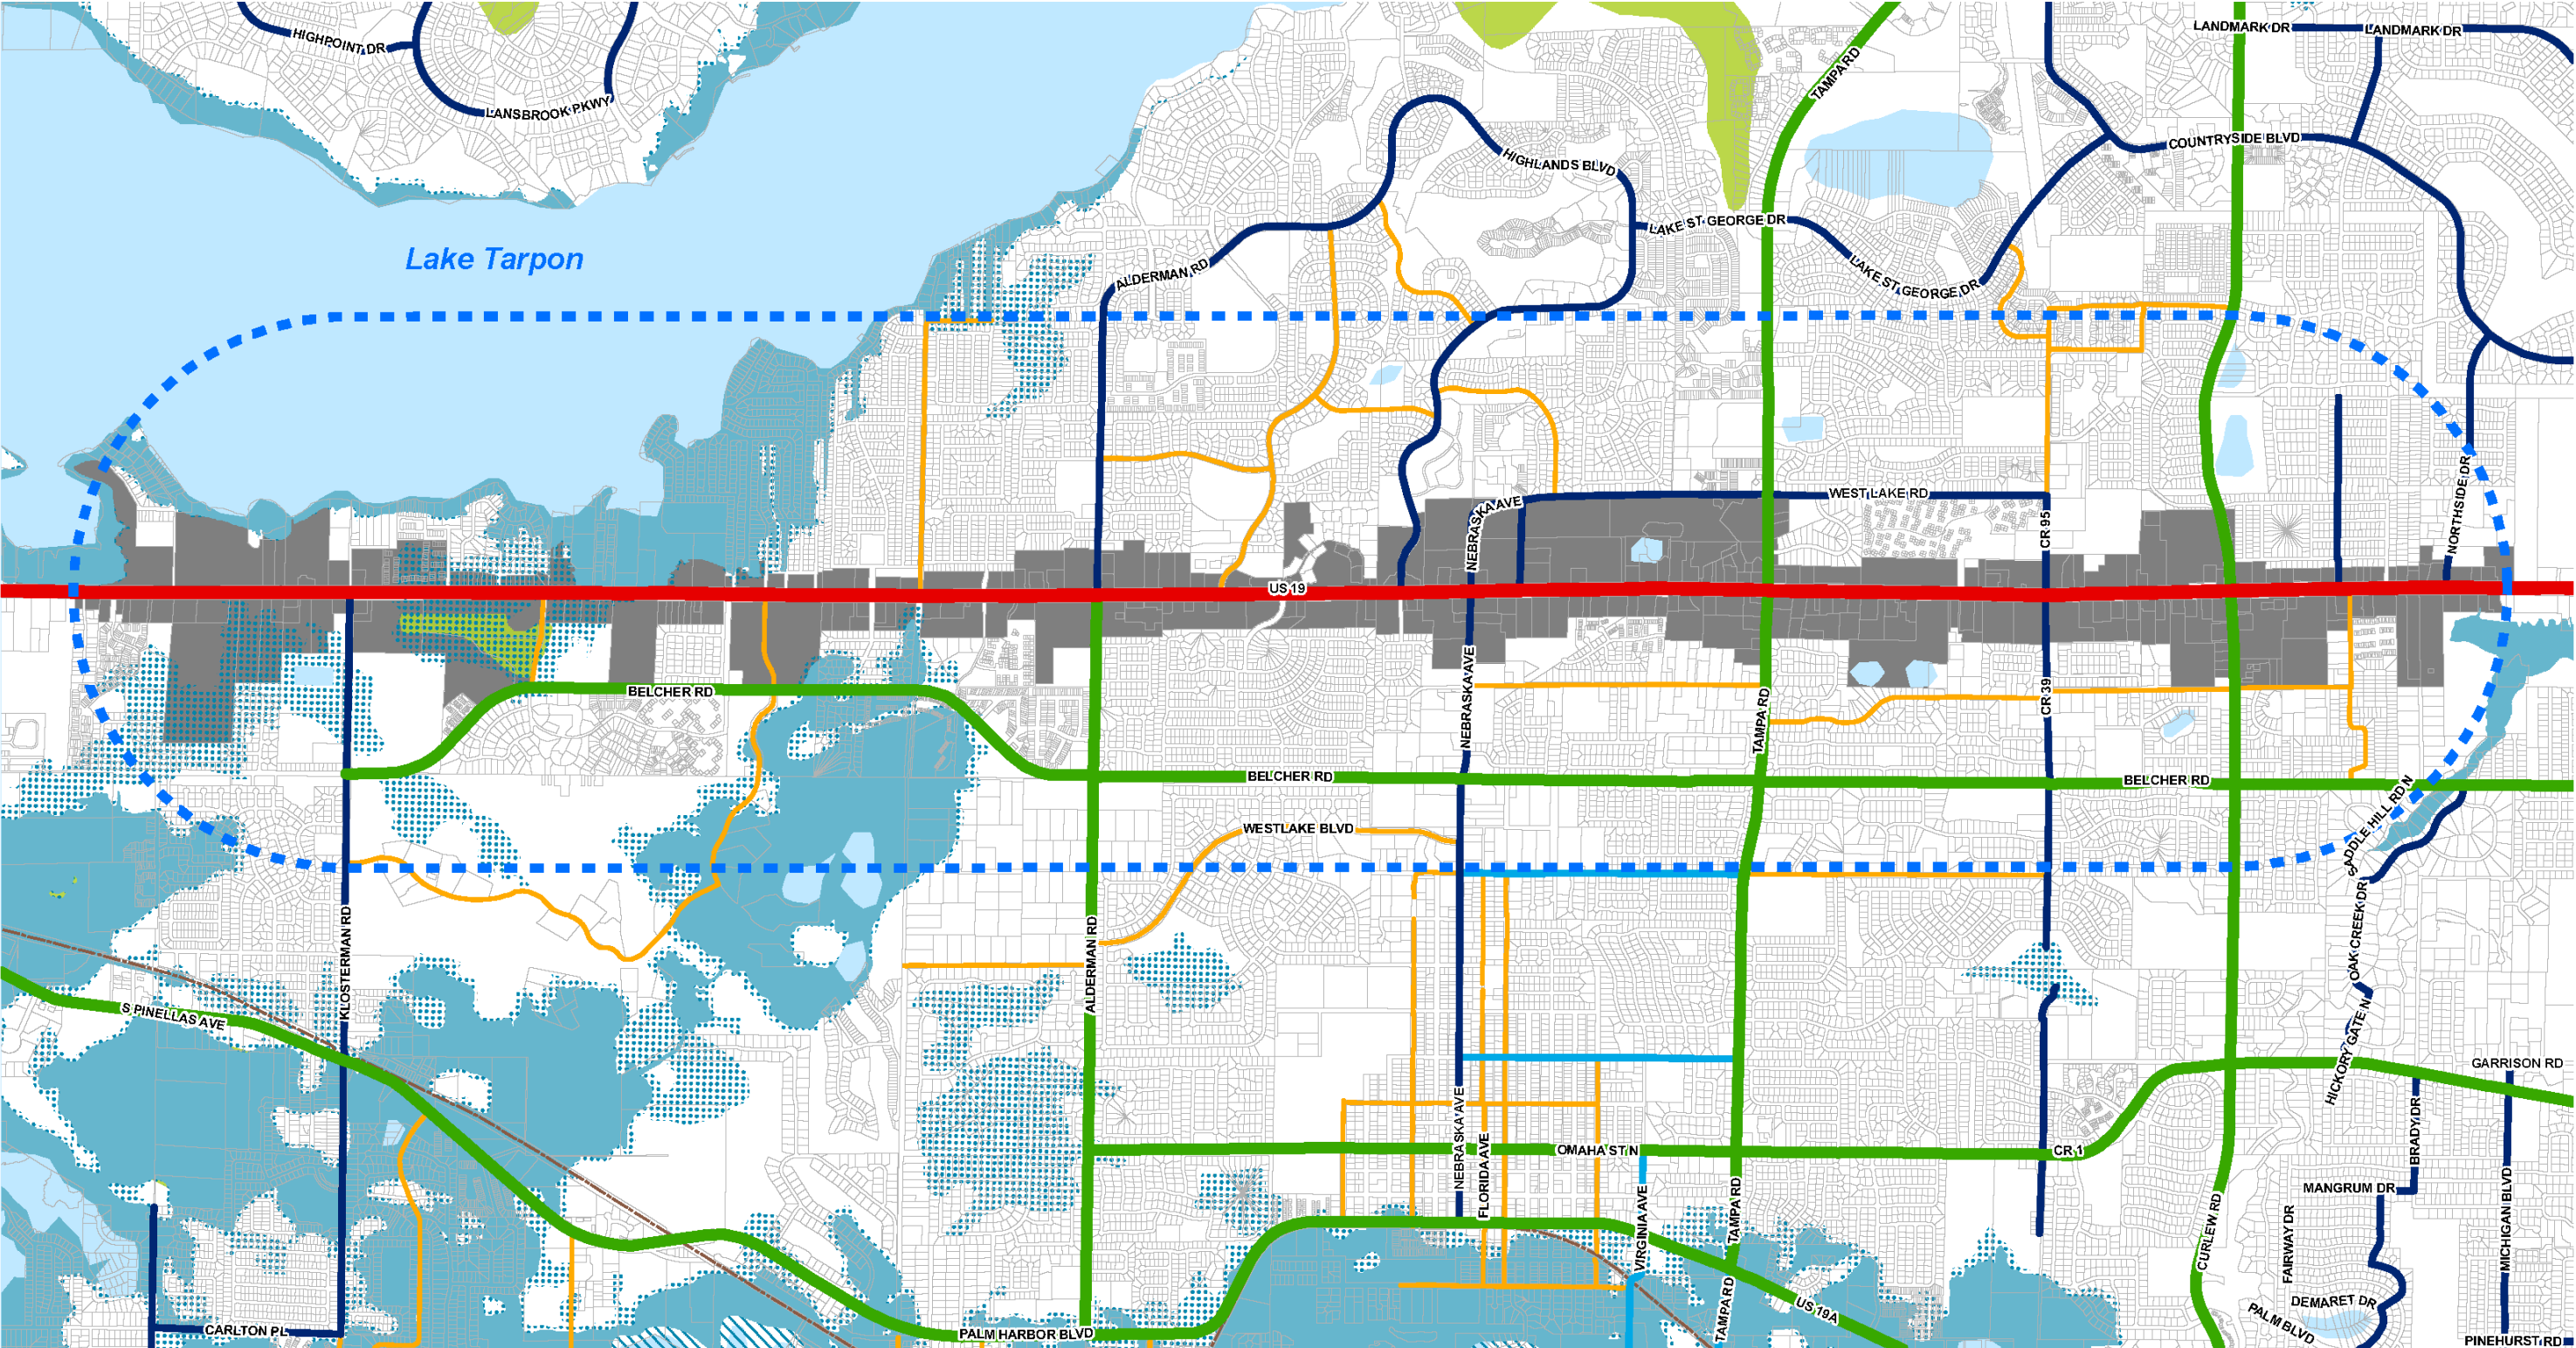 LANDMARK DR
LANDMARK DR
HIGHPOINT DR
TAMPA RD
LANSBROOK PKWY
COUNTRYSIDE BLVD
HIGHLANDS BLVD
LAKE ST GEORGE DR
Lake Tarpon
ALDERMAN RD
LAKE ST GEORGE DR
WEST LAKE RD
NEBRASKA AVE
NEBRASKA AVE
CR 95
NORTHSIDE DR
US 19
BELCHER RD
NEBRASKA AVE
TAMPA RD
CR 39
BELCHER RD
BELCHER RD
WESTLAKE BLVD
SADDLE HILL RD N
KLOSTERMAN RD
ALDERMAN RD
OAK CREEK DR
S PINELLAS AVE
HICKORY GATE N
GARRISON RD
NEBRASKA AVE
FLORIDA AVE
OMAHA ST N
CR 1
BRADY DR
VIRGINIA AVE
TAMPA RD
MANGRUM DR
CURLEW RD
FAIRWAY DR
MICHIGAN BLVD
TAMPA RD
US 19A
DEMARET DR
PALM BLVD
CARLTON PL
PALM HARBOR BLVD
PINEHURST RD